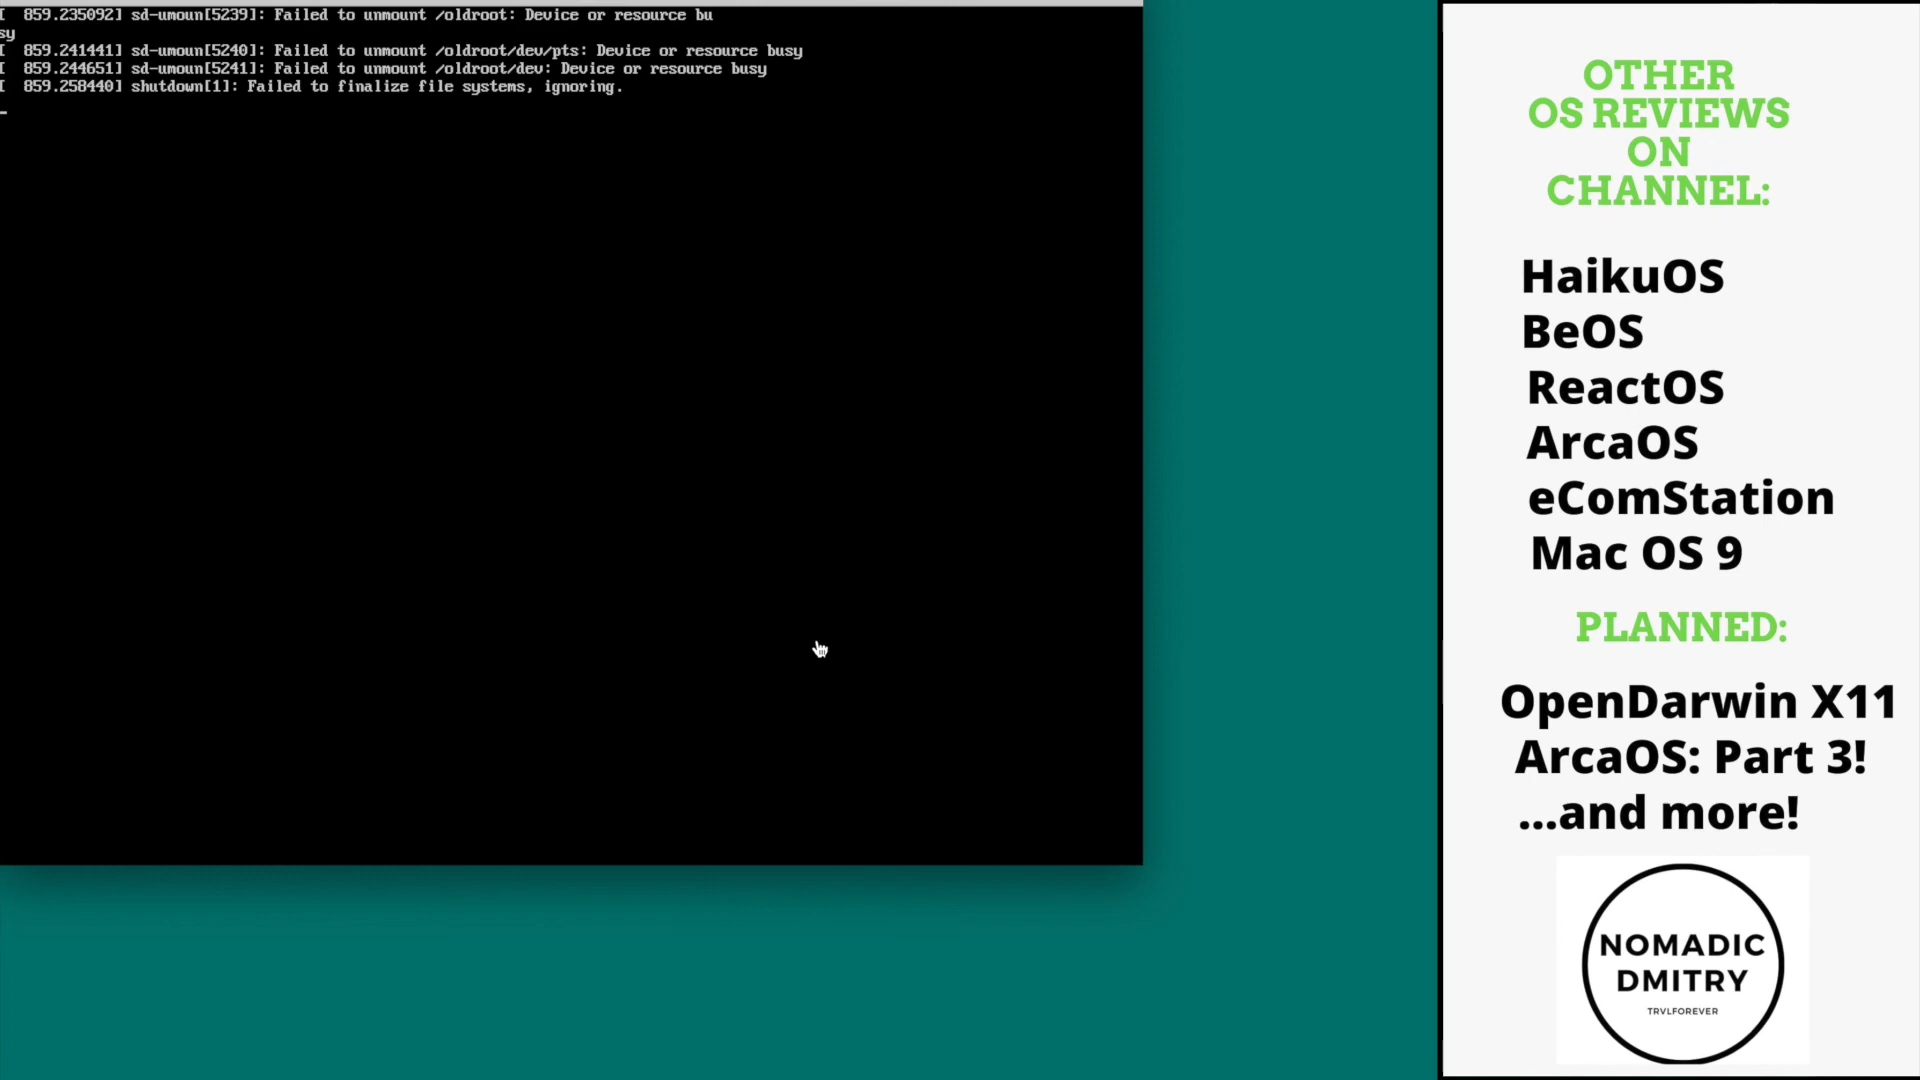 [  859.235092] sd-umoun[5239]: Failed to unmount /oldroot: Device or resource bu
sy
[  859.241441] sd-umoun[5240]: Failed to unmount /oldroot/dev/pts: Device or resource busy
[  859.244651] sd-umoun[5241]: Failed to unmount /oldroot/dev: Device or resource busy
[  859.258440] shutdown[1]: Failed to finalize file systems, ignoring.
OTHER
OS REVIEWS
ON
CHANNEL:
HaikuOS
BeOS
ReactOS
ArcaOS
eComStation
Mac OS 9
PLANNED:
OpenDarwin X11
ArcaOS: Part 3!
...and more!
NOMADIC
DMITRY
TRVLFOREVER